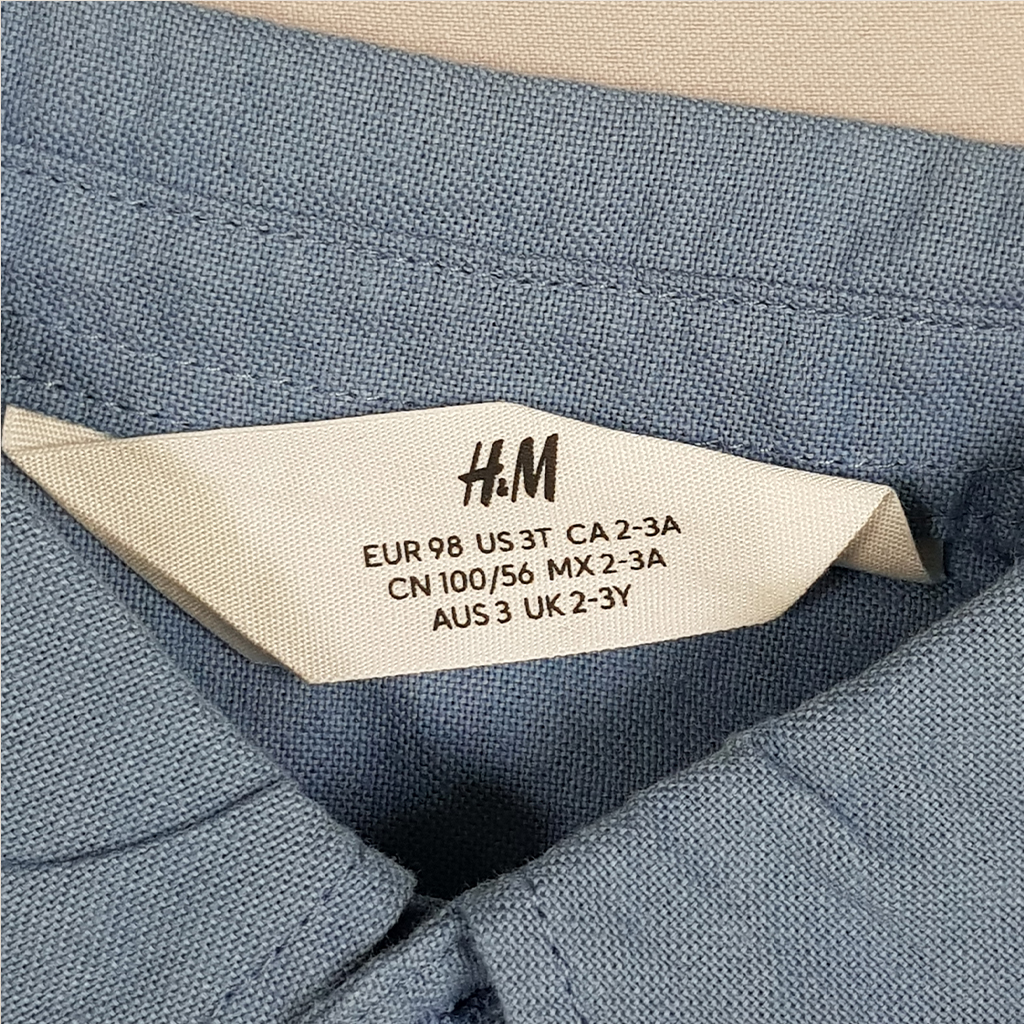 H&M
EUR 98 US 3T CA 2-3A
CN 100/56 MX 2-3A
AUS 3 UK 2-3Y